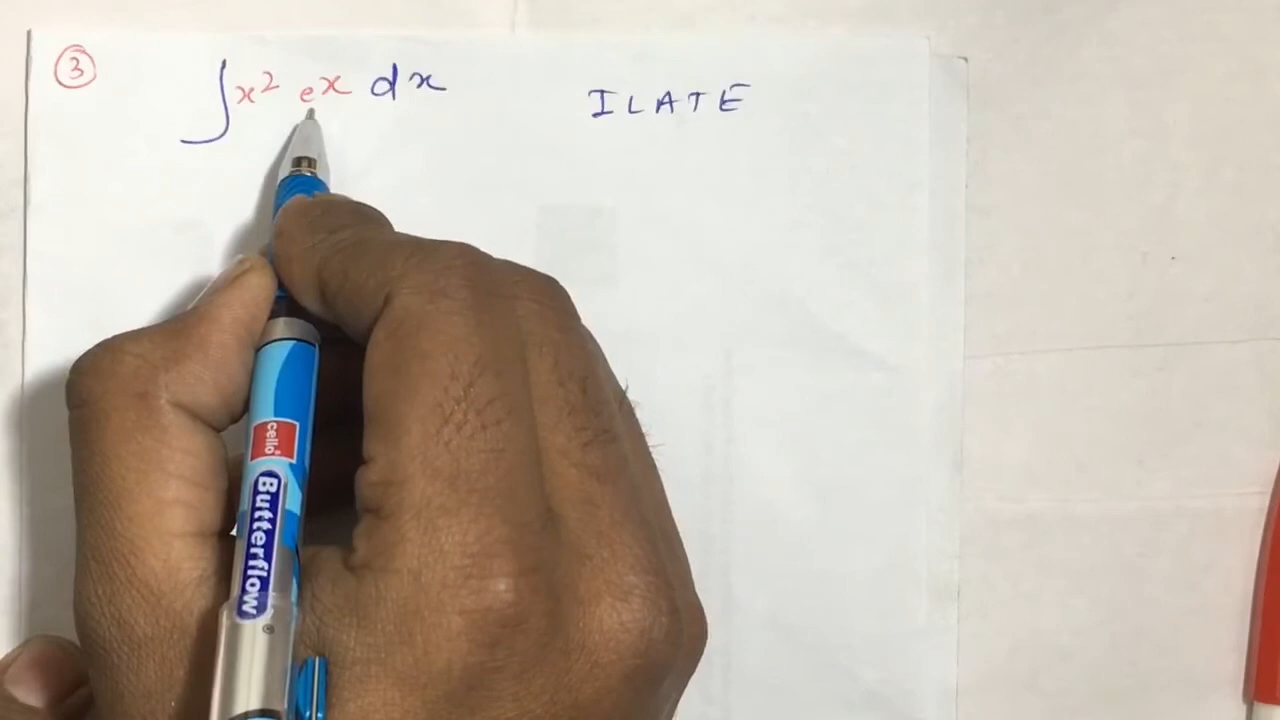 ③ ∫x² eˣ dx ILATE
cello
Butterflow